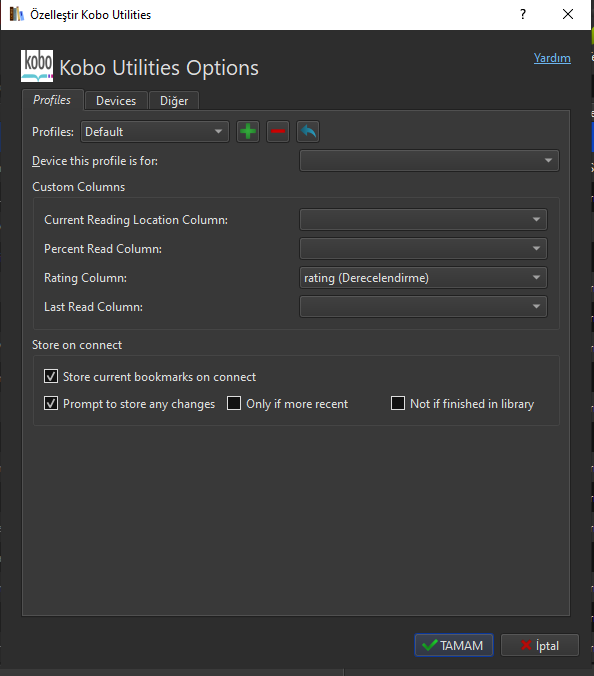 Özelleştir Kobo Utilities
kobo Kobo Utilities Options
Yardım
Profiles Devices Diğer
Profiles: Default
Device this profile is for:
Custom Columns
Current Reading Location Column:
Percent Read Column:
Rating Column: rating (Derecelendirme)
Last Read Column:
Store on connect
Store current bookmarks on connect
Prompt to store any changes Only if more recent Not if finished in library
TAMAM İptal